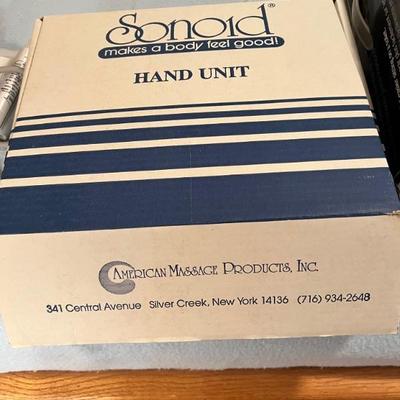 Sonoid®
makes a body feel good!
HAND UNIT
AMERICAN MASSAGE PRODUCTS, INC.
341 Central Avenue Silver Creek, New York 14136 (716) 934-2648